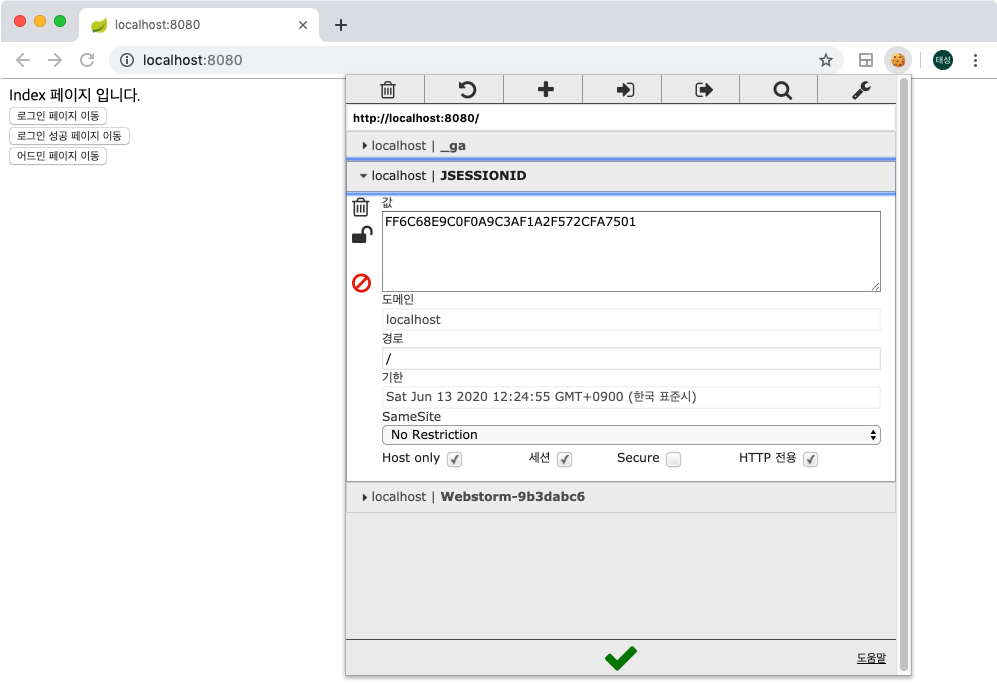 localhost:8080
localhost:8080
태성
Index 페이지 입니다.
로그인 페이지 이동
로그인 성공 페이지 이동
어드민 페이지 이동
http://localhost:8080/
localhost | _ga
localhost | JSESSIONID
값
FF6C68E9C0F0A9C3AF1A2F572CFA7501
도메인
localhost
경로
/
기한
Sat Jun 13 2020 12:24:55 GMT+0900 (한국 표준시)
SameSite
No Restriction
Host only 세션 Secure HTTP 전용
localhost | Webstorm-9b3dabc6
도움말